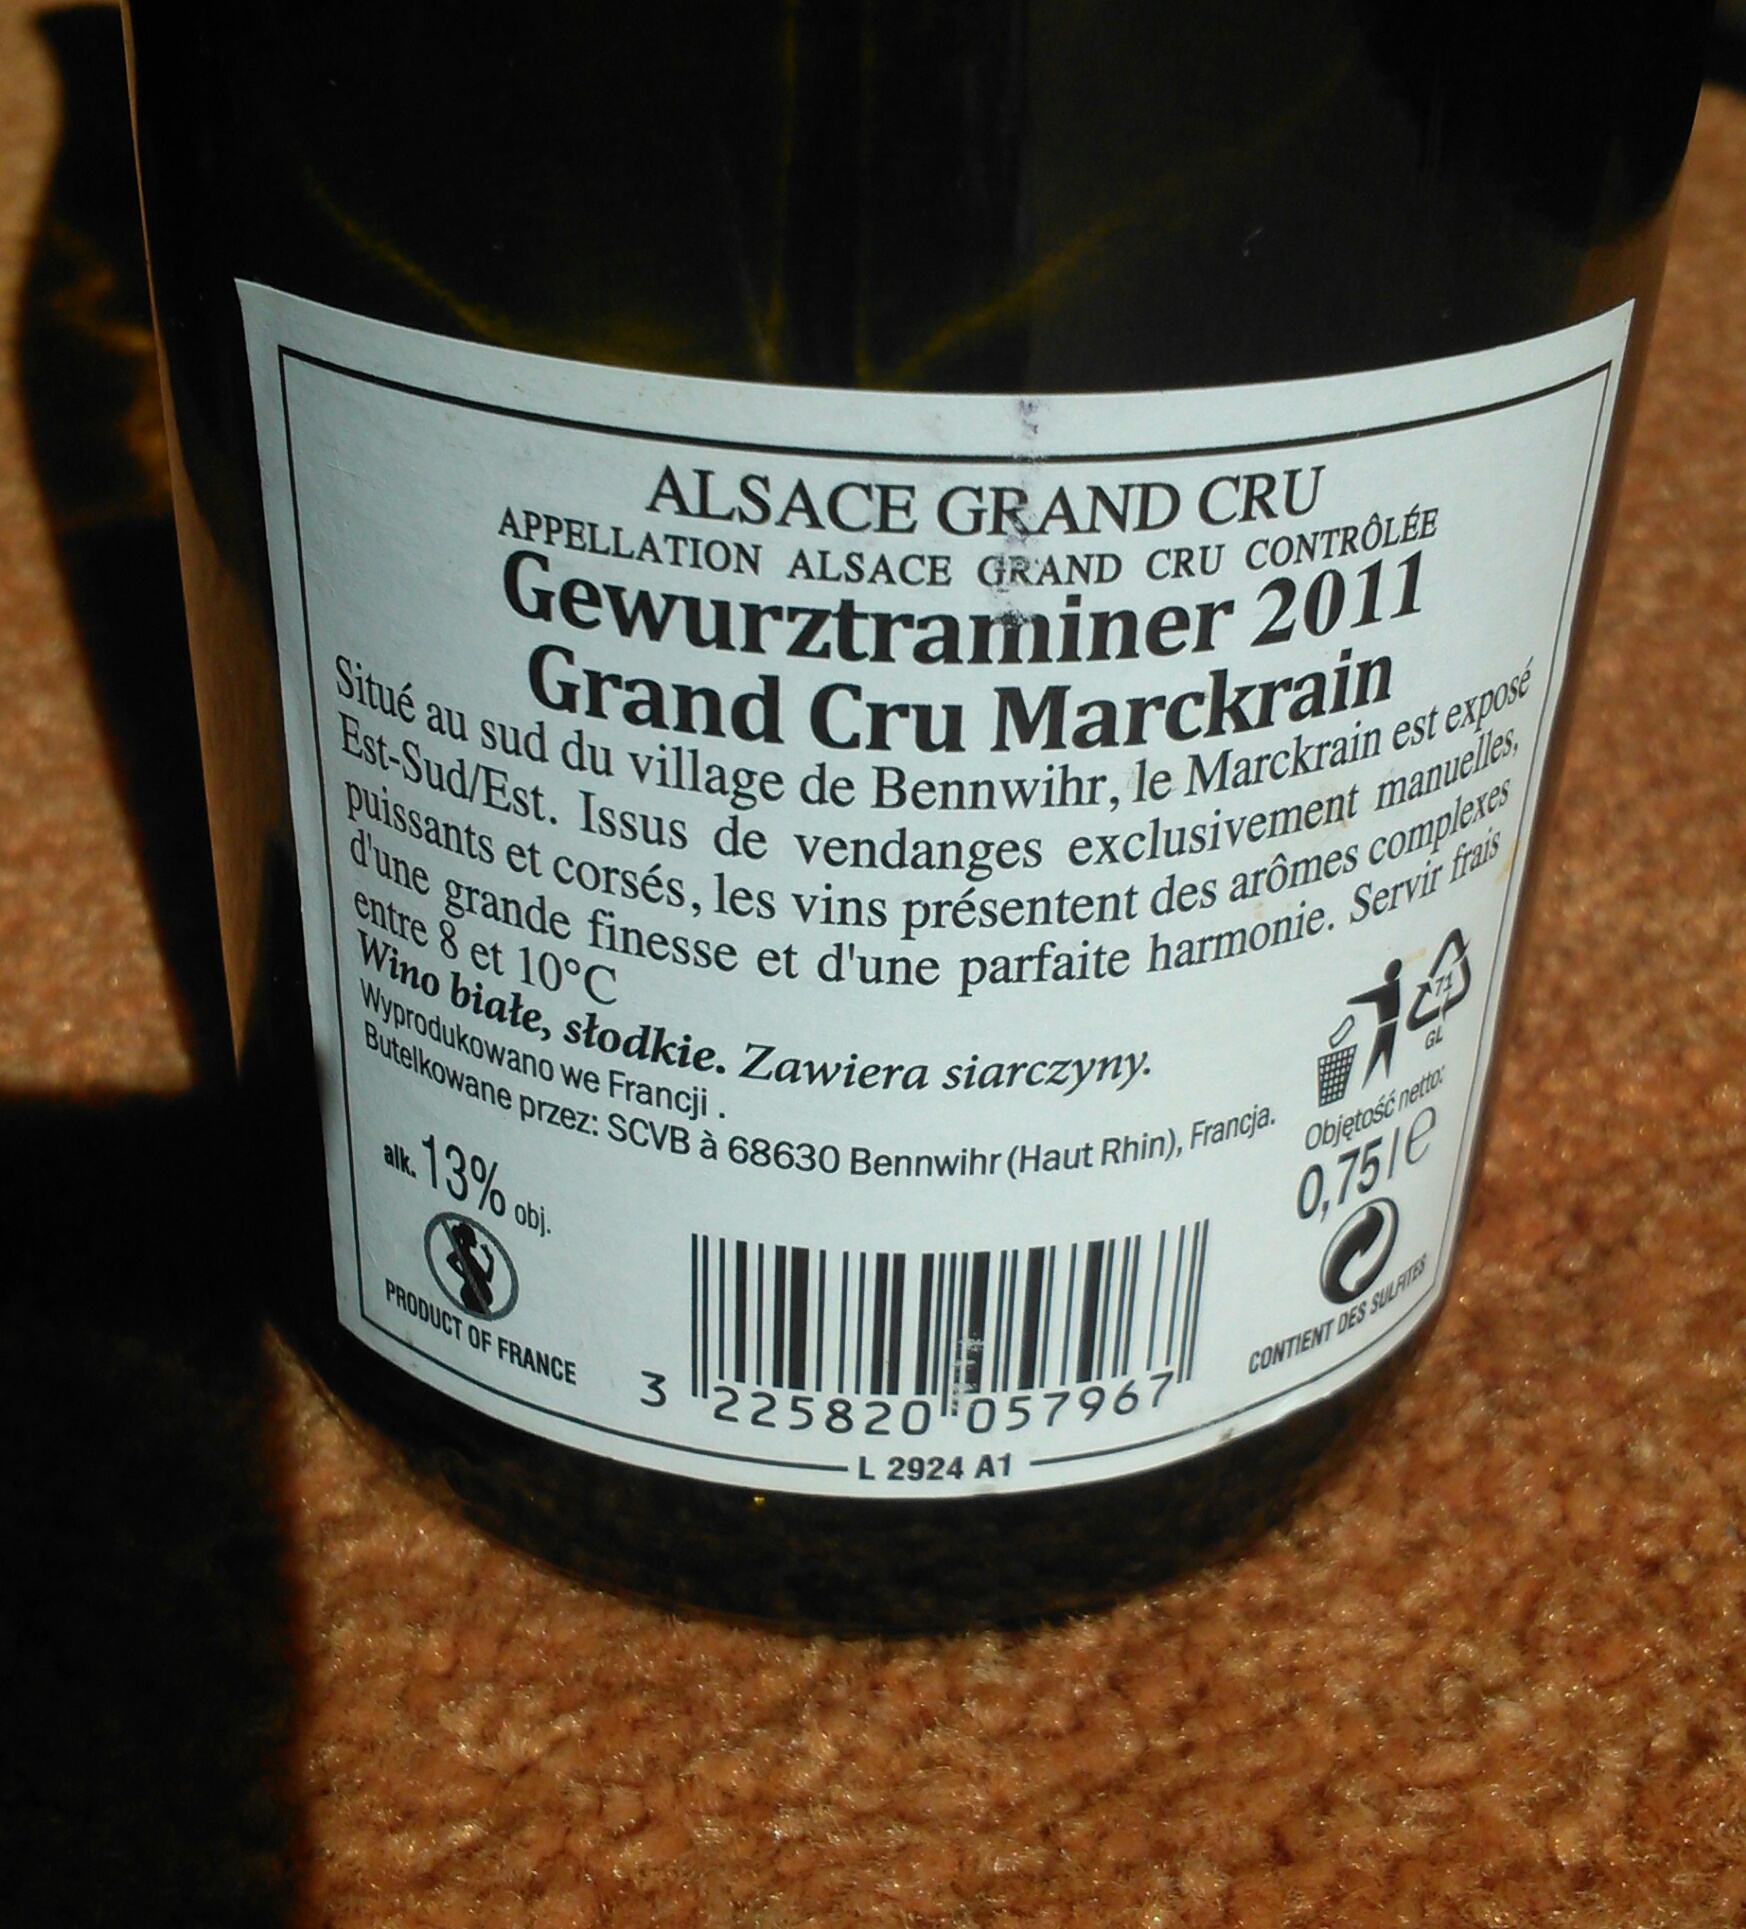 ALSACE GRAND CRU
APPELLATION ALSACE GRAND CRU CONTRÔLÉE
Gewurztraminer 2011
Grand Cru Marckrain
Situé au sud du village de Bennwihr, le Marckrain est exposé
Est-Sud/Est. Issus de vendanges exclusivement manuelles,
puissants et corsés, les vins présentent des arômes complexes
d'une grande finesse et d'une parfaite harmonie. Servir frais
entre 8 et 10°C
Wino białe, słodkie. Zawiera siarczyny.
Wyprodukowano we Francji .
Butelkowane przez: SCVB à 68630 Bennwihr (Haut Rhin), Francja.
71
GL
Objętość netto:
0,75 l e
alk. 13% obj.
PRODUCT OF FRANCE
CONTIENT DES SULFITES
3 225820 057967
L 2924 A1